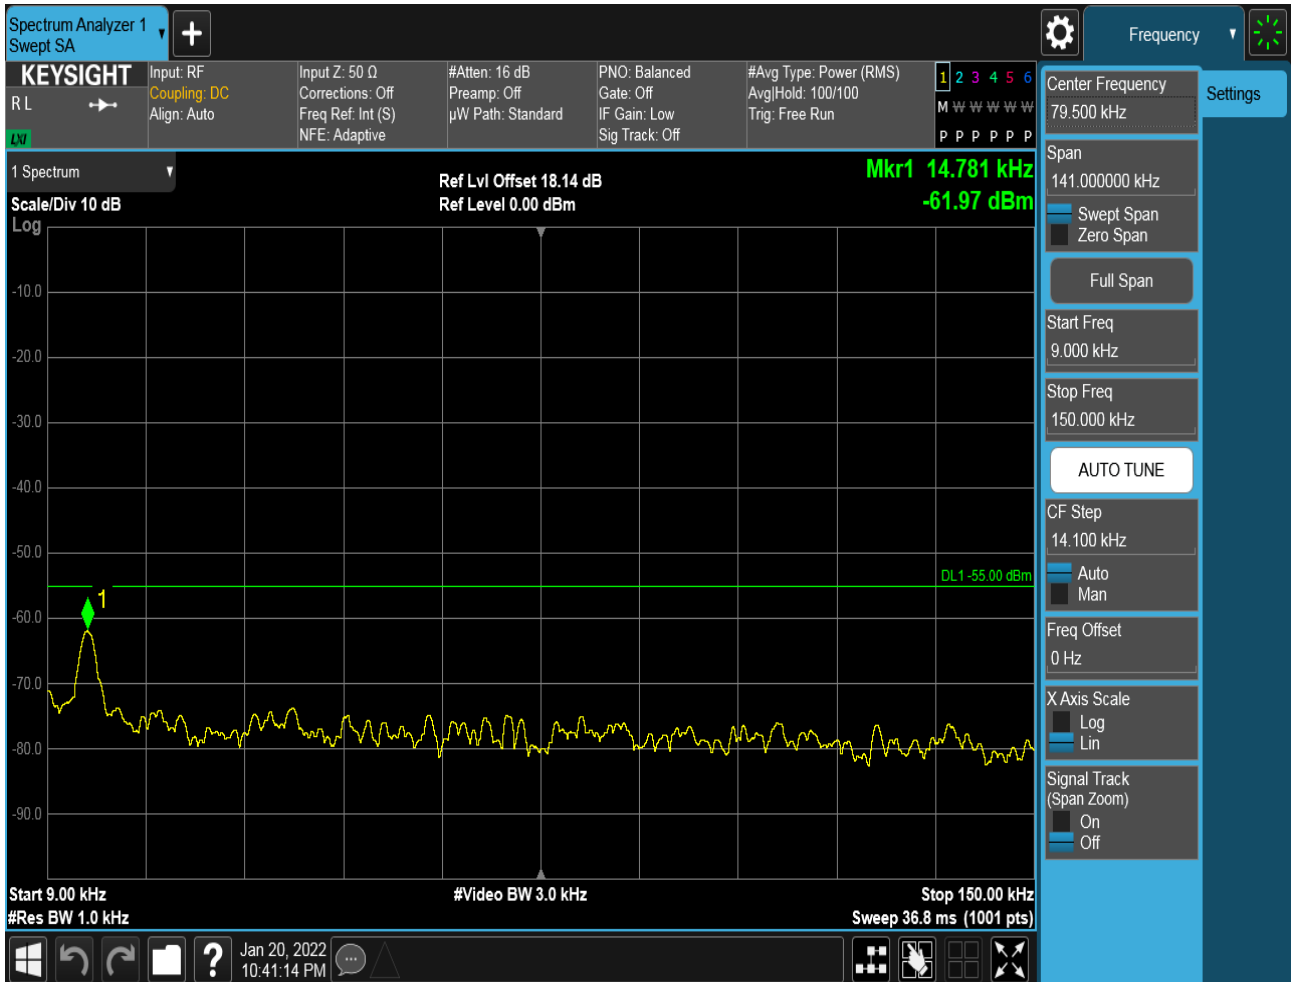 Spectrum Analyzer 1
Swept SA
Frequency
KEYSIGHT
R L
LXI
Input: RF
Coupling: DC
Align: Auto
Input Z: 50 Ω
Corrections: Off
Freq Ref: Int (S)
NFE: Adaptive
#Atten: 16 dB
Preamp: Off
µW Path: Standard
PNO: Balanced
Gate: Off
IF Gain: Low
Sig Track: Off
#Avg Type: Power (RMS)
Avg|Hold: 100/100
Trig: Free Run
1 2 3 4 5 6
M W W W W W
P P P P P P
1 Spectrum
Scale/Div 10 dB
Log
Ref Lvl Offset 18.14 dB
Ref Level 0.00 dBm
Mkr1 14.781 kHz
-61.97 dBm
-10.0
-20.0
-30.0
-40.0
-50.0
-60.0
-70.0
-80.0
-90.0
DL1 -55.00 dBm
1
Start 9.00 kHz
#Res BW 1.0 kHz
#Video BW 3.0 kHz
Stop 150.00 kHz
Sweep 36.8 ms (1001 pts)
?
Jan 20, 2022
10:41:14 PM
Center Frequency
79.500 kHz
Settings
Span
141.000000 kHz
Swept Span
Zero Span
Full Span
Start Freq
9.000 kHz
Stop Freq
150.000 kHz
AUTO TUNE
CF Step
14.100 kHz
Auto
Man
Freq Offset
0 Hz
X Axis Scale
Log
Lin
Signal Track
(Span Zoom)
On
Off